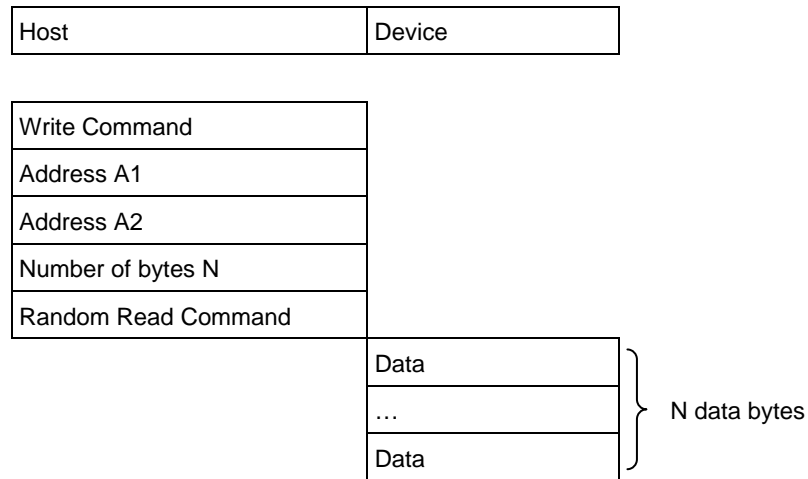 Host Device
Write Command
Address A1
Address A2
Number of bytes N
Random Read Command
Data
…
N data bytes
Data